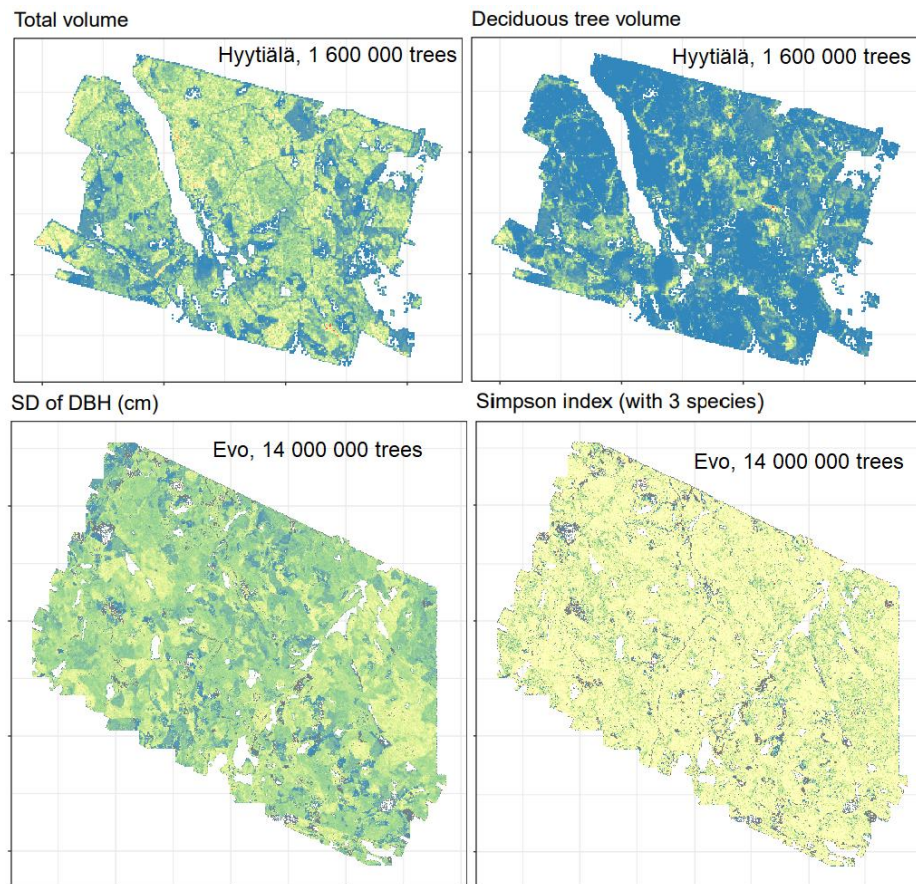 Total volume
Hyytiälä, 1 600 000 trees
Deciduous tree volume
Hyytiälä, 1 600 000 trees
SD of DBH (cm)
Evo, 14 000 000 trees
Simpson index (with 3 species)
Evo, 14 000 000 trees